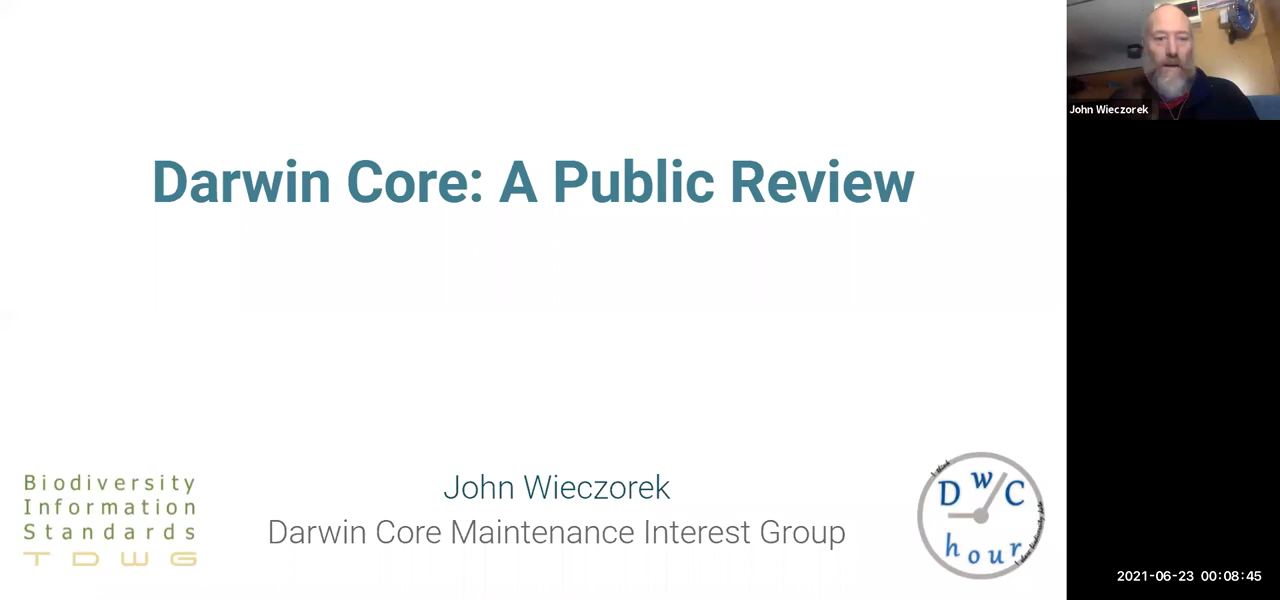 Darwin Core: A Public Review
John Wieczorek
Biodiversity
Information
Standards
TDWG
John Wieczorek
Darwin Core Maintenance Interest Group
DwC
hour
2021-06-23 00:08:45